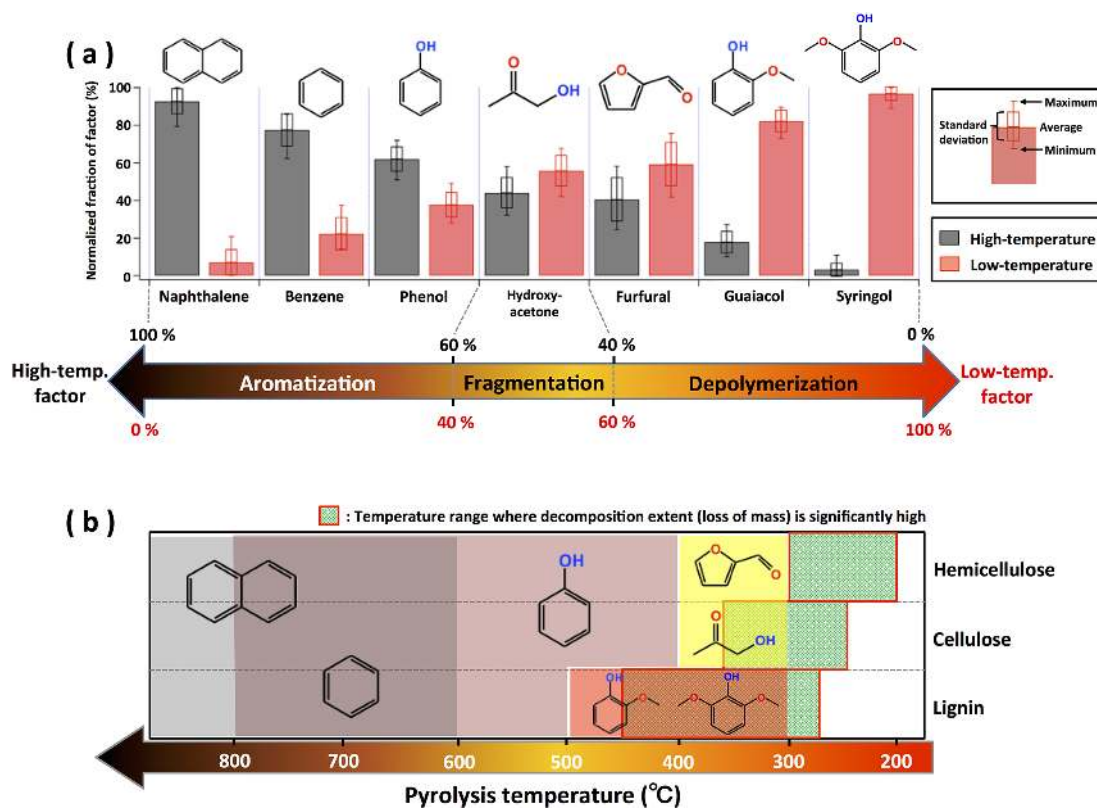 ( a )
OH
O
OH
O
O
OH
O
OH
O
O
Normalized fraction of factor (%)
100
80
60
40
20
0
Naphthalene
Benzene
Phenol
Hydroxy-
acetone
Furfural
Guaiacol
Syringol
Standard
deviation
Maximum
Average
Minimum
High-temperature
Low-temperature
100 %
60 %
40 %
0 %
High-temp.
factor
Aromatization
Fragmentation
Depolymerization
Low-temp.
factor
0 %
40 %
60 %
100 %
( b )
: Temperature range where decomposition extent (loss of mass) is significantly high
OH
O
O
Hemicellulose
O
OH
Cellulose
OH
O
OH
O
O
Lignin
800
700
600
500
400
300
200
Pyrolysis temperature (℃)